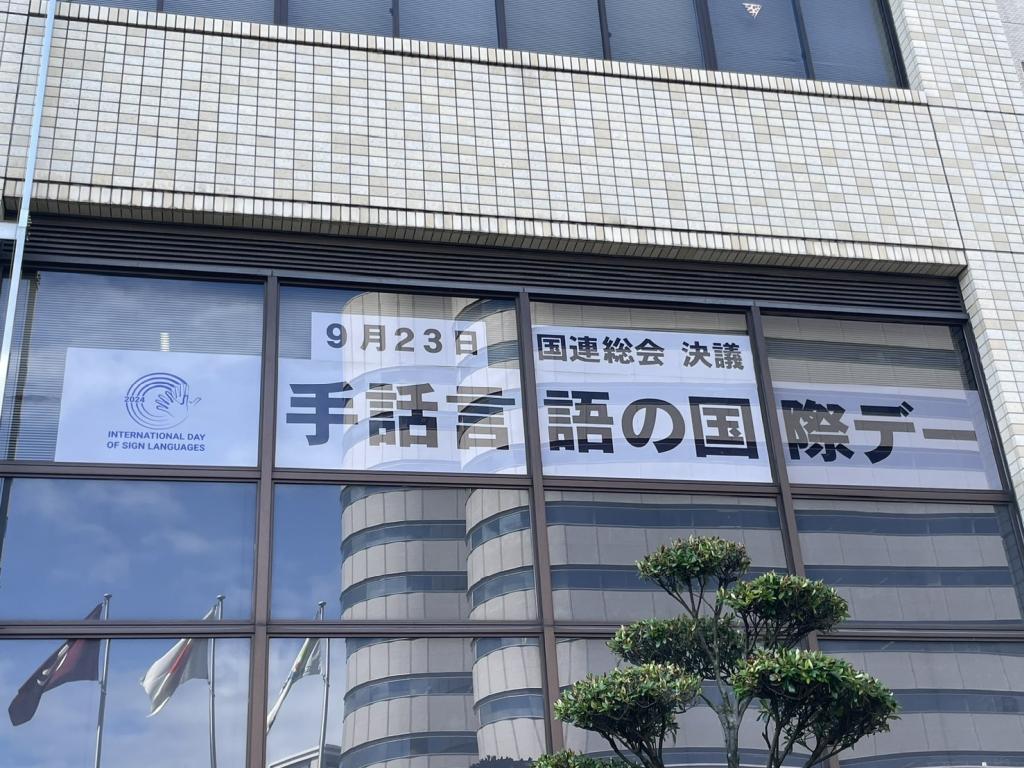 9月23日 国連総会 決議
手話言語の国際デー
2024
INTERNATIONAL DAY
OF SIGN LANGUAGES